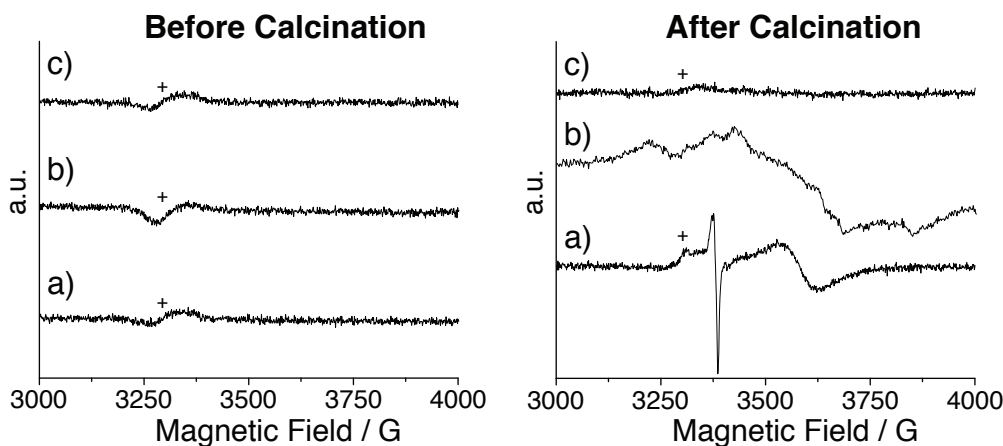 Before Calcination
c)
+
b)
+
a)
+
a.u.
3000 3250 3500 3750 4000
Magnetic Field / G
After Calcination
c)
+
b)
a)
+
a.u.
3000 3250 3500 3750 4000
Magnetic Field / G